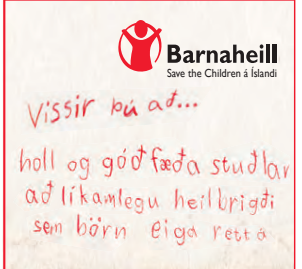 Barnaheill
Save the Children á Íslandi
Vissir þú að...
holl og góð fæða stuðlar
að líkamlegu heilbrigði
sem börn eiga rétt á